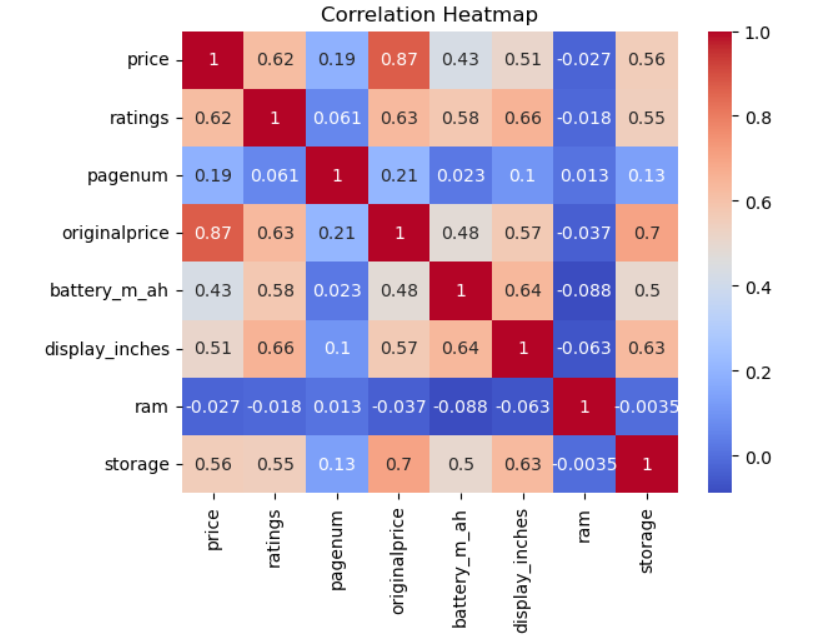 Correlation Heatmap
price 1 0.62 0.19 0.87 0.43 0.51 -0.027 0.56 1.0
ratings 0.62 1 0.061 0.63 0.58 0.66 -0.018 0.55 0.8
pagenum 0.19 0.061 1 0.21 0.023 0.1 0.013 0.13
originalprice 0.87 0.63 0.21 1 0.48 0.57 -0.037 0.7 0.6
battery_m_ah 0.43 0.58 0.023 0.48 1 0.64 -0.088 0.5 0.4
display_inches 0.51 0.66 0.1 0.57 0.64 1 -0.063 0.63 0.2
ram -0.027 -0.018 0.013 -0.037 -0.088 -0.063 1 -0.0035
storage 0.56 0.55 0.13 0.7 0.5 0.63 -0.0035 1 0.0
price ratings pagenum originalprice battery_m_ah display_inches ram storage